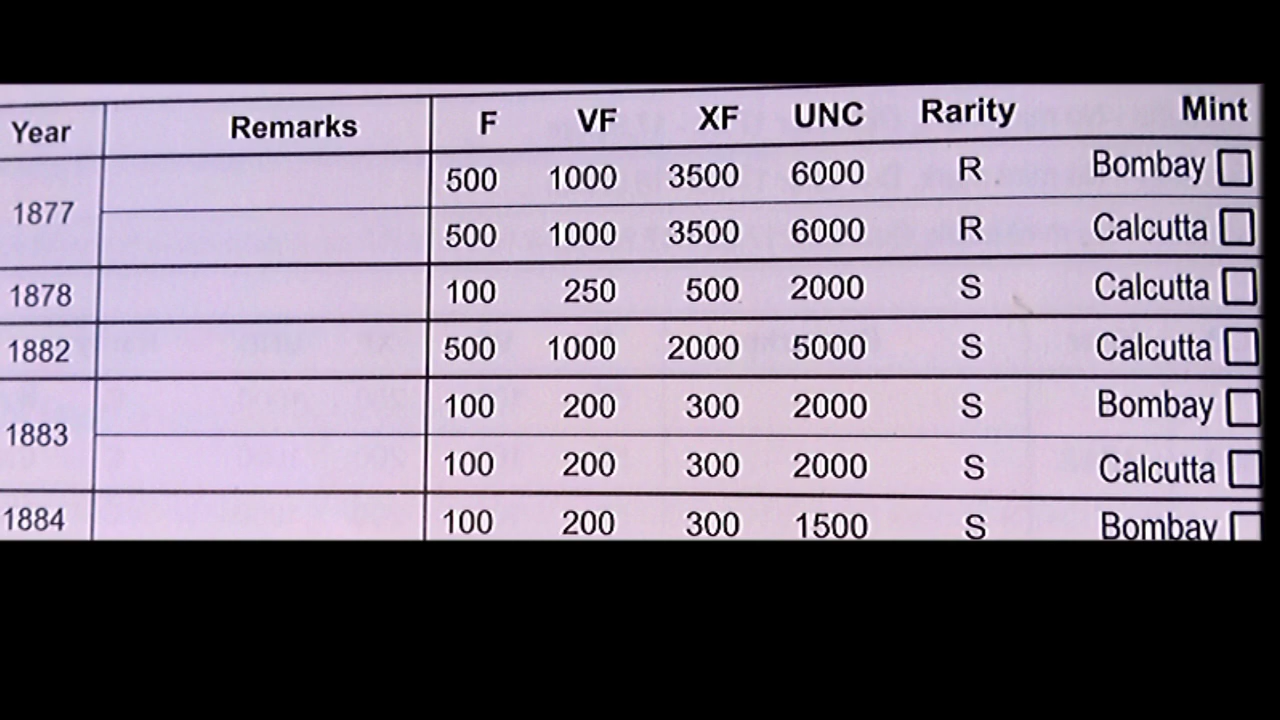 Year Remarks F VF XF UNC Rarity Mint
1877 500 1000 3500 6000 R Bombay
500 1000 3500 6000 R Calcutta
1878 100 250 500 2000 S Calcutta
1882 500 1000 2000 5000 S Calcutta
1883 100 200 300 2000 S Bombay
100 200 300 2000 S Calcutta
1884 100 200 300 1500 S Bombay